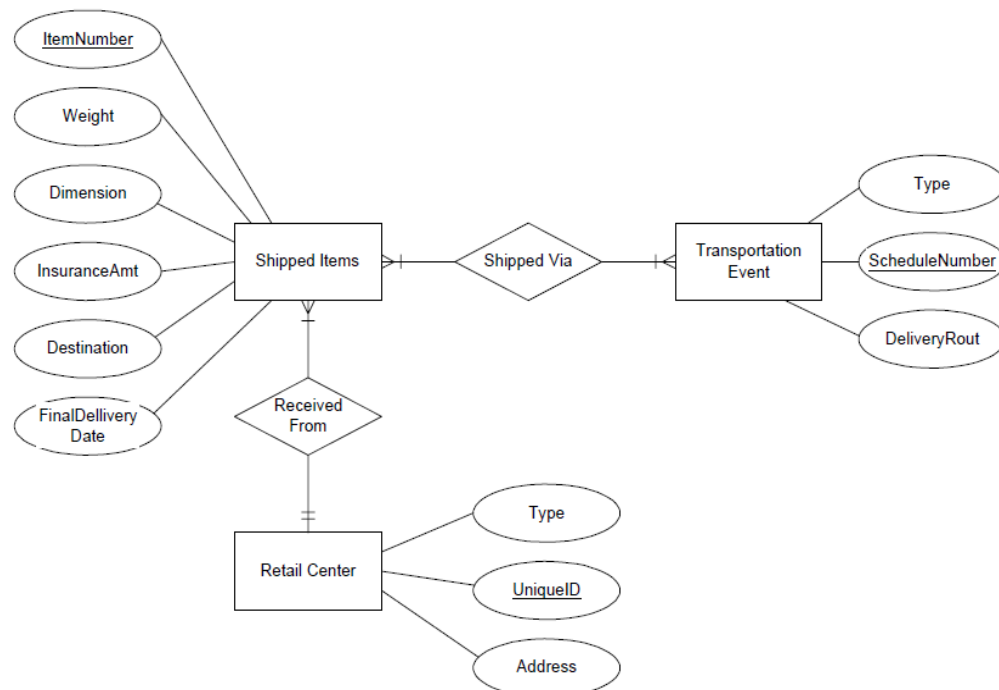 ItemNumber
Weight
Dimension
InsuranceAmt
Destination
FinalDellivery
Date
Shipped Items
Shipped Via
Transportation
Event
Type
ScheduleNumber
DeliveryRout
Received
From
Retail Center
Type
UniqueID
Address